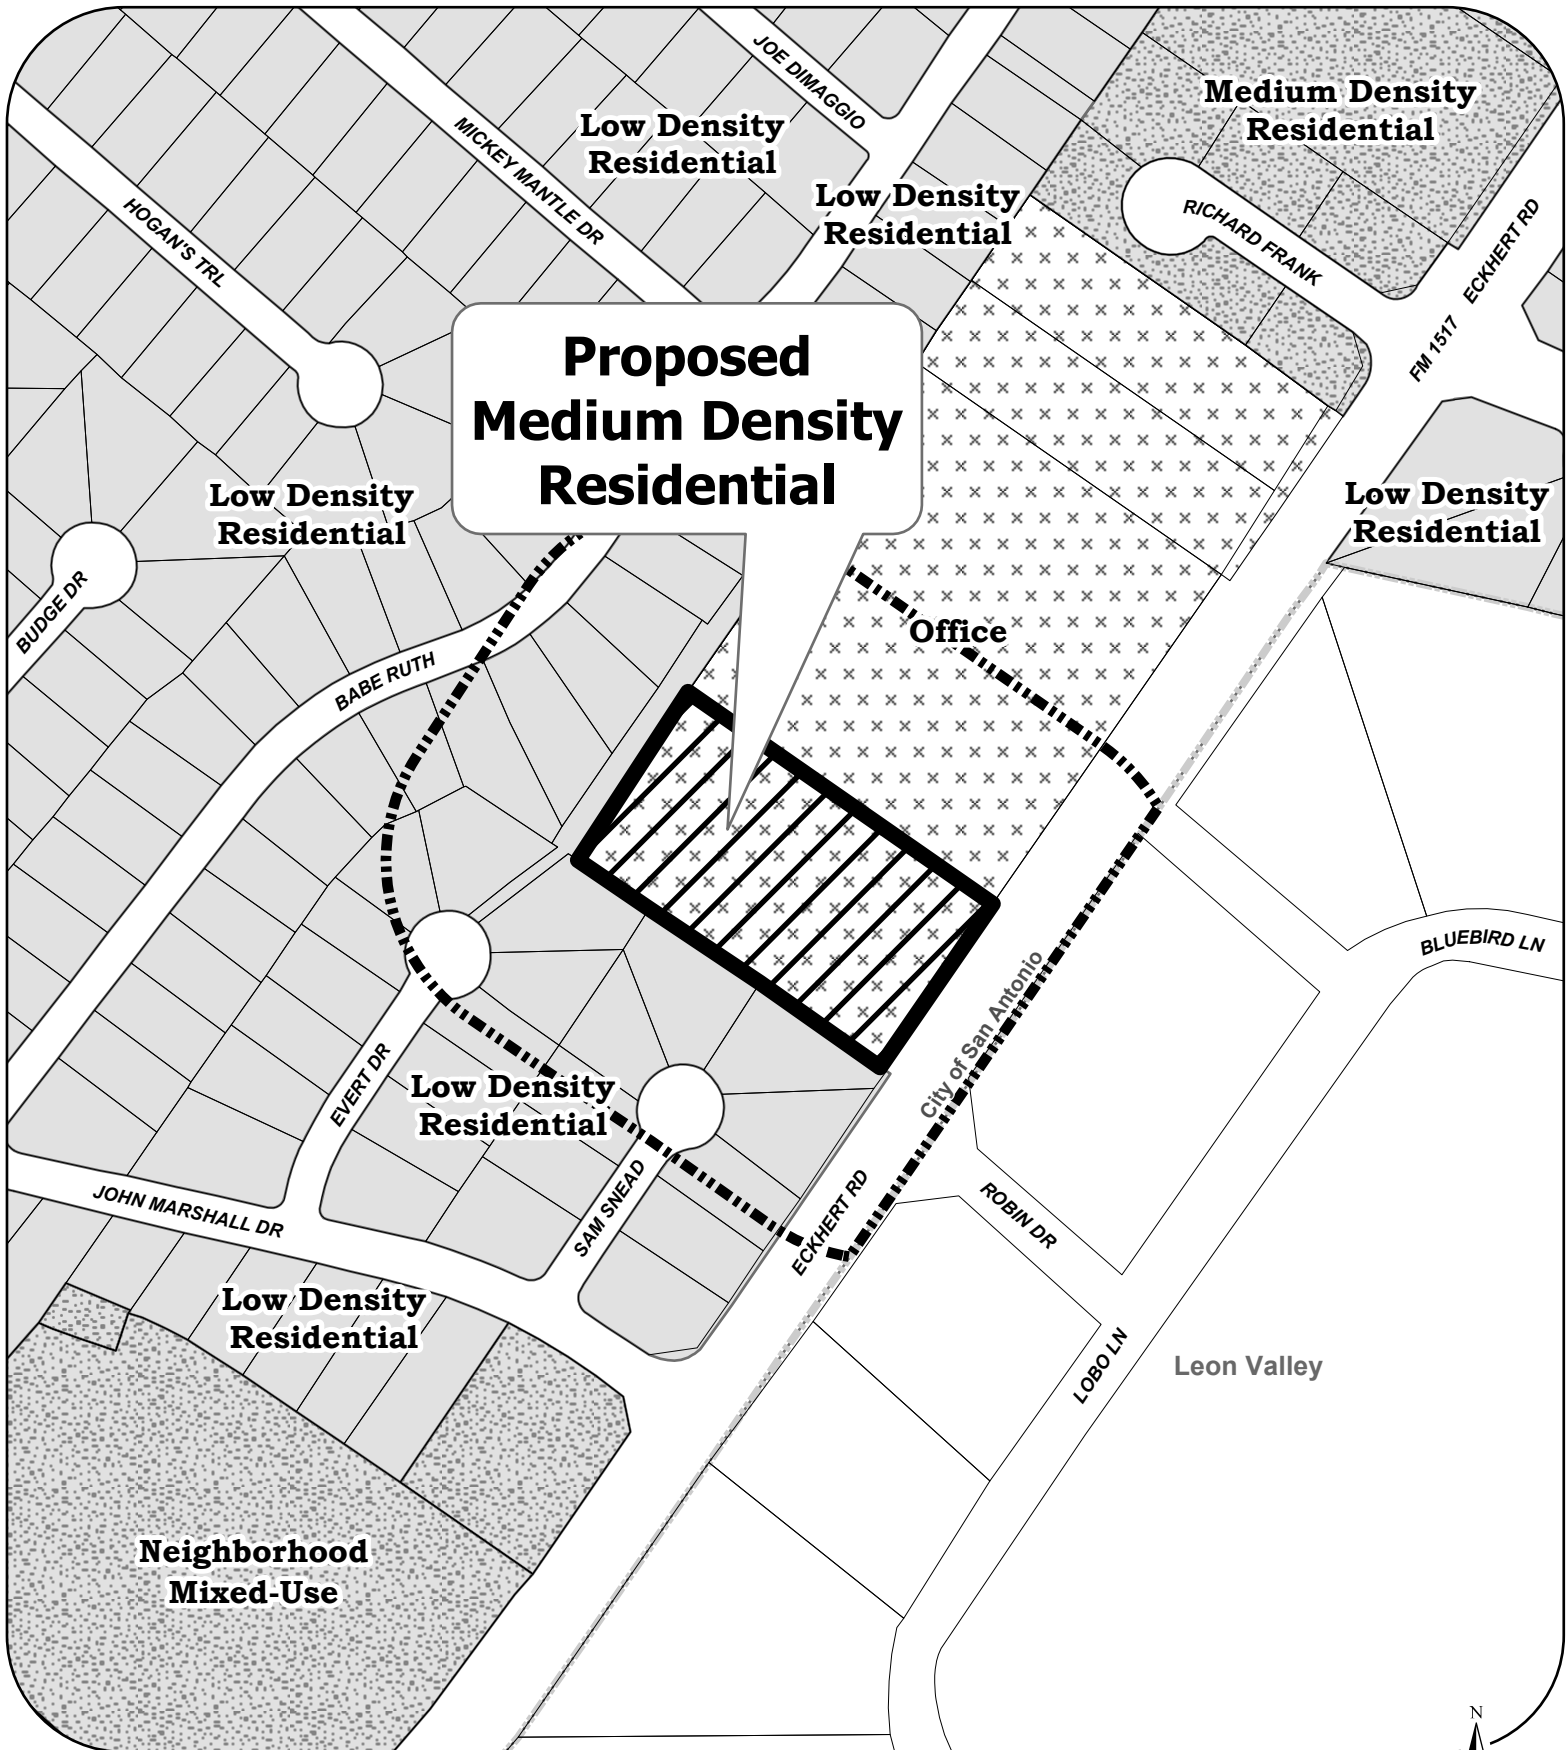 JOE DIMAGGIO
Medium Density
Residential
Low Density
Residential
MICKEY MANTLE DR
Low Density
Residential
RICHARD FRANK
ECKHERT RD
HOGAN'S TRL
FM 1517
Proposed
Medium Density
Residential
Low Density
Residential
Low Density
Residential
BUDGE DR
Office
BABE RUTH
BLUEBIRD LN
City of San Antonio
EVERT DR
Low Density
Residential
SAM SNEAD
ECKHERT RD
ROBIN DR
JOHN MARSHALL DR
Low Density
Residential
LOBO LN
Leon Valley
Neighborhood
Mixed-Use
N